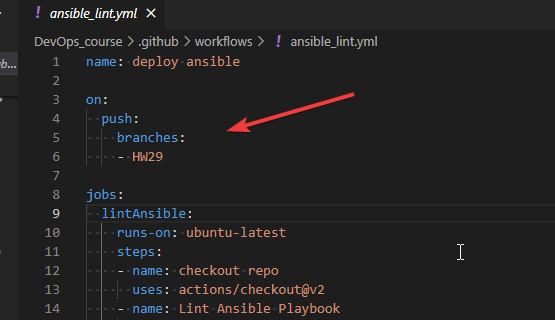 ! ansible_lint.yml ×
DevOps_course > .github > workflows > ! ansible_lint.yml
1 name: deploy ansible
2
3 on:
4   push:
5     branches:
6     - HW29
7
8 jobs:
9   lintAnsible:
10     runs-on: ubuntu-latest
11     steps:
12     - name: checkout repo
13       uses: actions/checkout@v2
14     - name: Lint Ansible Playbook